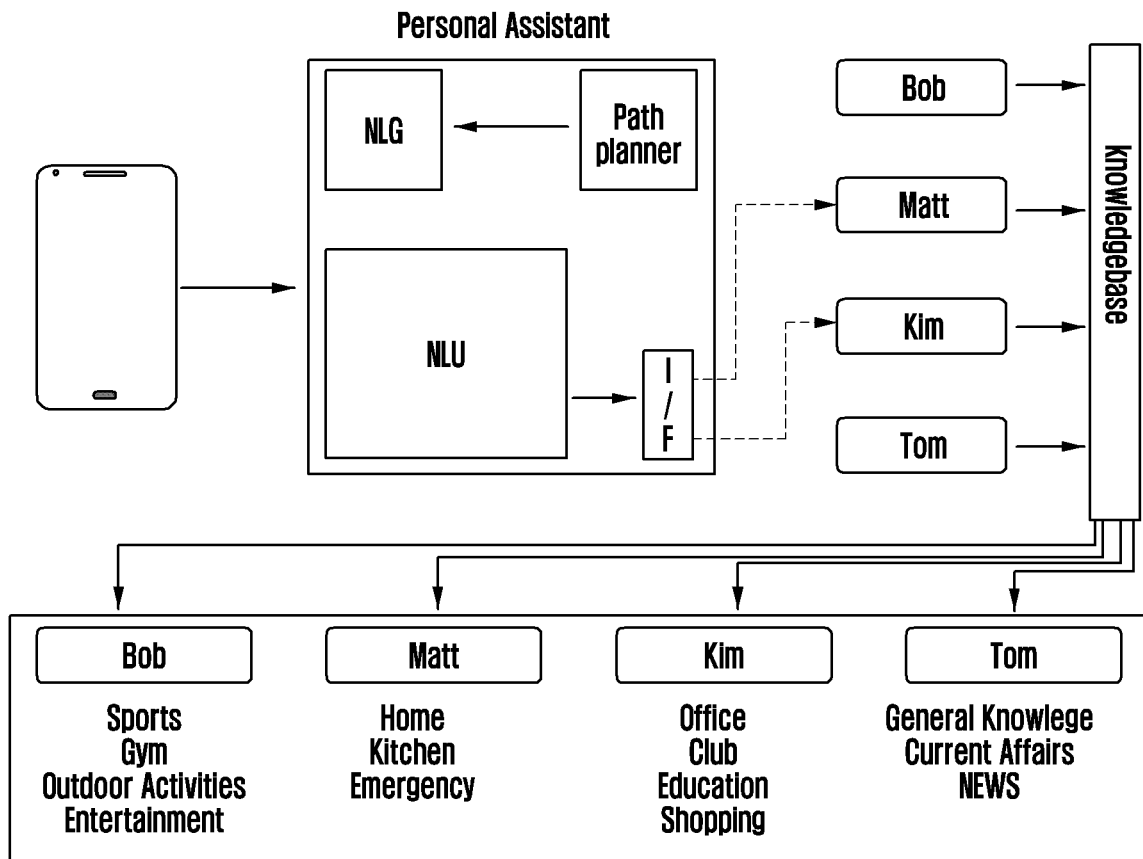 Personal Assistant
NLG
Path
planner
NLU
I
/
F
Bob
Matt
Kim
Tom
knowledgebase
Bob
Sports
Gym
Outdoor Activities
Entertainment
Matt
Home
Kitchen
Emergency
Kim
Office
Club
Education
Shopping
Tom
General Knowlege
Current Affairs
NEWS